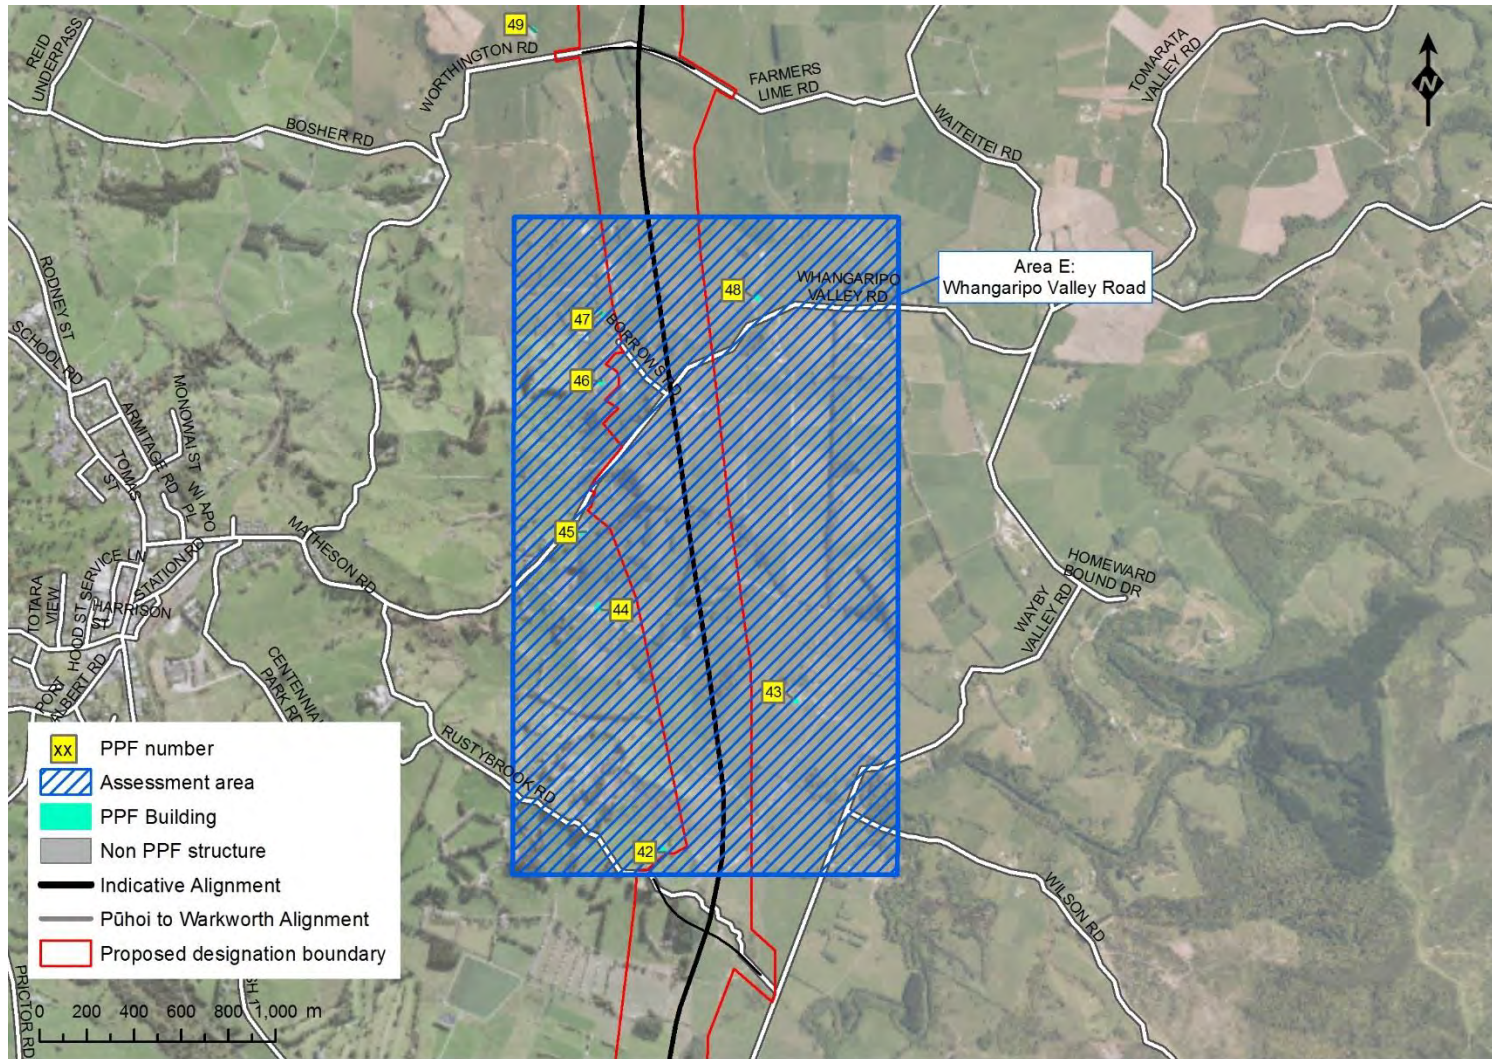 49
REID
UNDERPASS
WORTHINGTON RD
FARMERS
LIME RD
TOMARATA
VALLEY RD
N
BOSHER RD
WAITEITEI RD
RODNEY ST
SCHOOL RD
48
WHANGARIPO
VALLEY RD
Area E:
Whangaripo Valley Road
47
BORROWS RD
46
MONOWAI ST
ARMITAGE RD
TOMAS
ST
WI APO
PL
MATHESON RD
45
STATION RD
SERVICE LN
HARRISON
ST
HOOD ST
TOTARA
VIEW
44
HOMEWARD
BOUND DR
WAYBY
VALLEY RD
PORT
ALBERT RD
CENTENNIAL
PARK RD
43
RUSTYBROOK RD
42
WILSON RD
xx PPF number
Assessment area
PPF Building
Non PPF structure
Indicative Alignment
Pūhoi to Warkworth Alignment
Proposed designation boundary
PRICTOR RD
SH 1
0 200 400 600 800 1,000 m